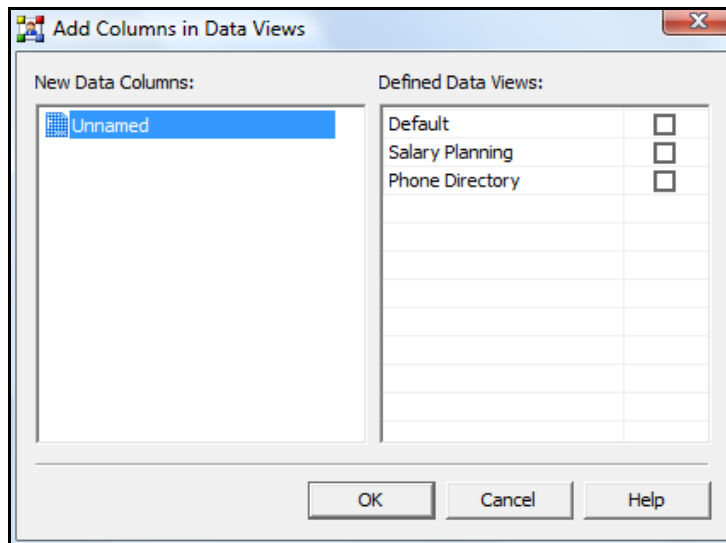 Add Columns in Data Views
New Data Columns:
Defined Data Views:
Unnamed
Default
Salary Planning
Phone Directory
OK
Cancel
Help